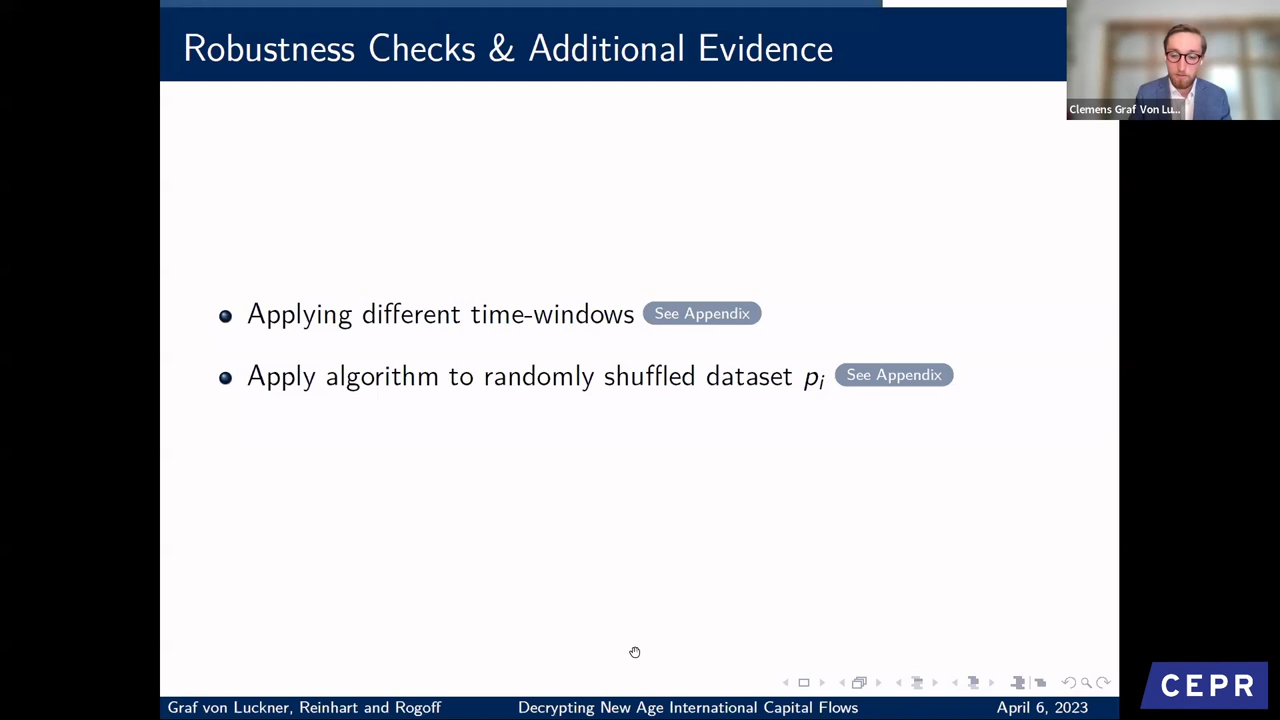 Robustness Checks & Additional Evidence
Clemens Graf Von Lu...
Applying different time-windows See Appendix
Apply algorithm to randomly shuffled dataset pᵢ See Appendix
CEPR
Graf von Luckner, Reinhart and Rogoff Decrypting New Age International Capital Flows April 6, 2023